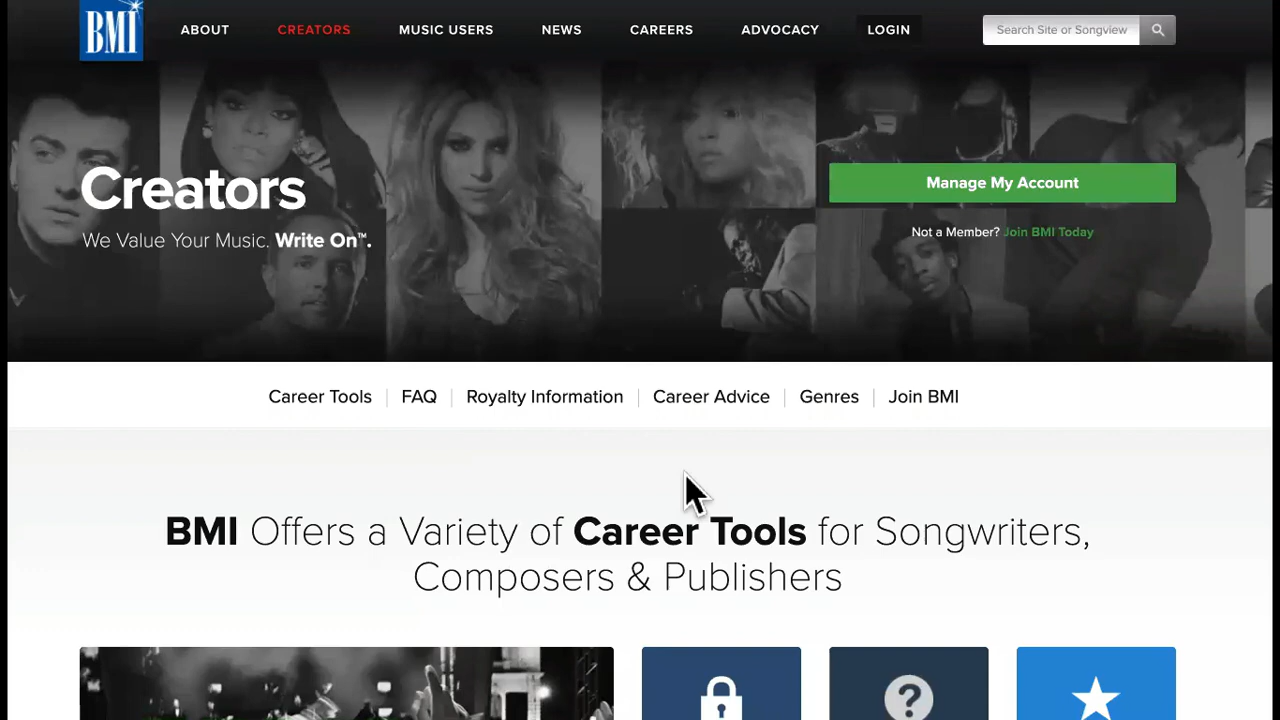 BMI
ABOUT
CREATORS
MUSIC USERS
NEWS
CAREERS
ADVOCACY
LOGIN
Search Site or Songview
Creators
We Value Your Music. Write On™.
Manage My Account
Not a Member? Join BMI Today
Career Tools
FAQ
Royalty Information
Career Advice
Genres
Join BMI
BMI Offers a Variety of Career Tools for Songwriters,
Composers & Publishers
?